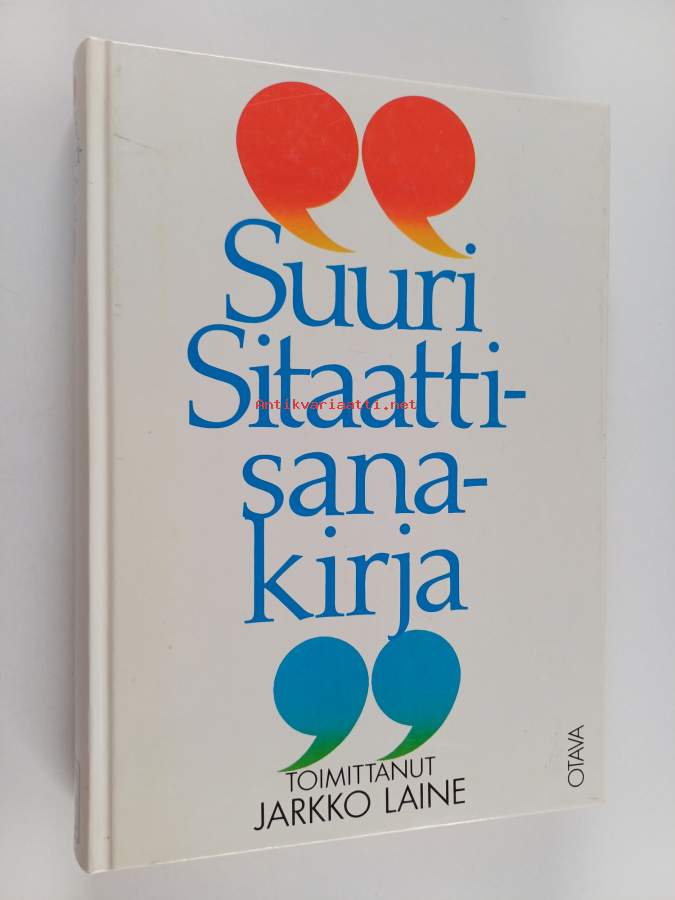 Suuri
Sitaatti-
Antikvariaatti.net
sana-
kirja
TOIMITTANUT
JARKKO LAINE
OTAVA